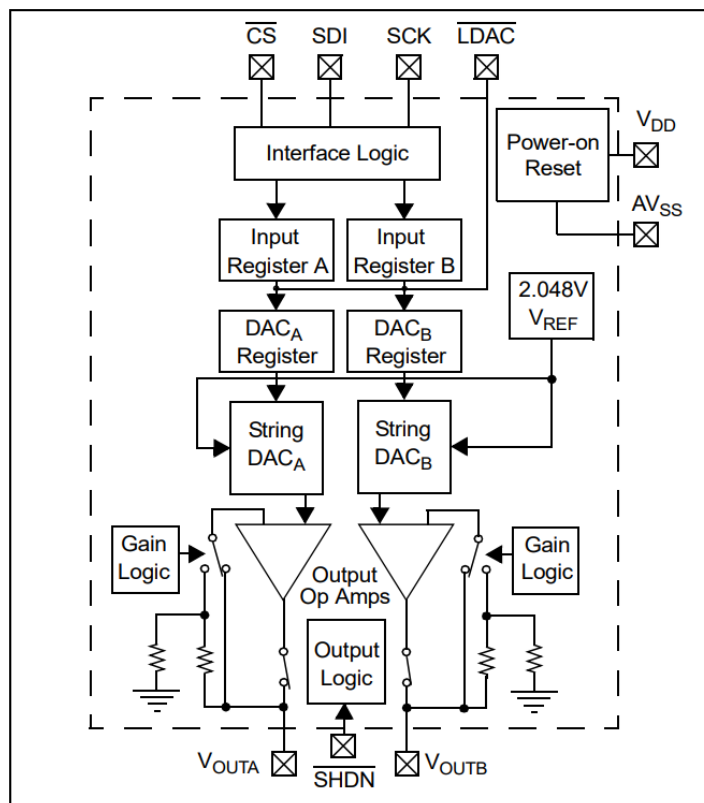 CS SDI SCK LDAC
Interface Logic
Power-on
Reset
VDD
AVSS
Input
Register A
Input
Register B
2.048V
VREF
DACA
Register
DACB
Register
String
DACA
String
DACB
Gain
Logic
Output
Op Amps
Gain
Logic
Output
Logic
VOUTA
SHDN
VOUTB